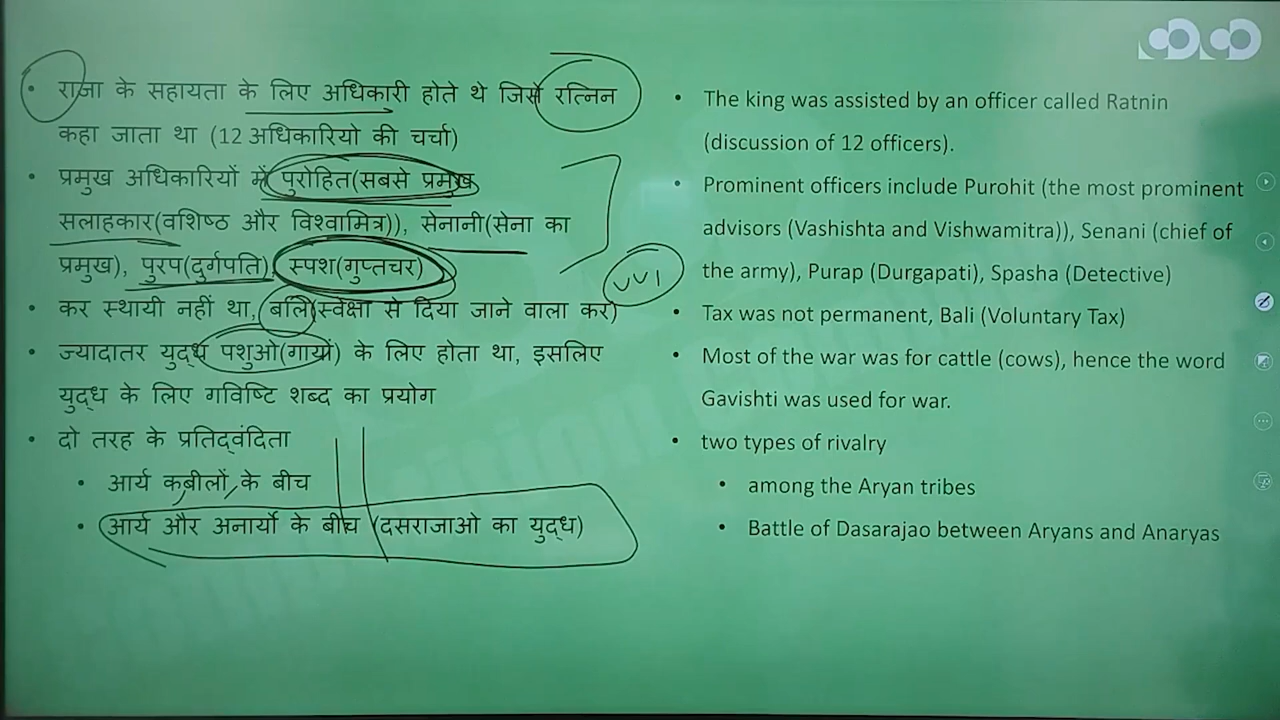 राजा के सहायता के लिए अधिकारी होते थे जिसे रत्निन
कहा जाता था (12 अधिकारियो की चर्चा)
प्रमुख अधिकारियों में पुरोहित(सबसे प्रमुख
सलाहकार(वशिष्ठ और विश्वामित्र)), सेनानी(सेना का
प्रमुख), पुरप(दुर्गपति), स्पश(गुप्तचर)
कर स्थायी नहीं था, बलि(स्वेक्षा से दिया जाने वाला कर)
ज्यादातर युद्ध पशुओ(गायों) के लिए होता था, इसलिए
युद्ध के लिए गविष्टि शब्द का प्रयोग
दो तरह के प्रतिद्वंदिता
आर्य कबीलों के बीच
आर्य और अनार्यो के बीच (दसराजाओ का युद्ध)
vvI
The king was assisted by an officer called Ratnin
(discussion of 12 officers).
Prominent officers include Purohit (the most prominent
advisors (Vashishta and Vishwamitra)), Senani (chief of
the army), Purap (Durgapati), Spasha (Detective)
Tax was not permanent, Bali (Voluntary Tax)
Most of the war was for cattle (cows), hence the word
Gavishti was used for war.
two types of rivalry
among the Aryan tribes
Battle of Dasarajao between Aryans and Anaryas